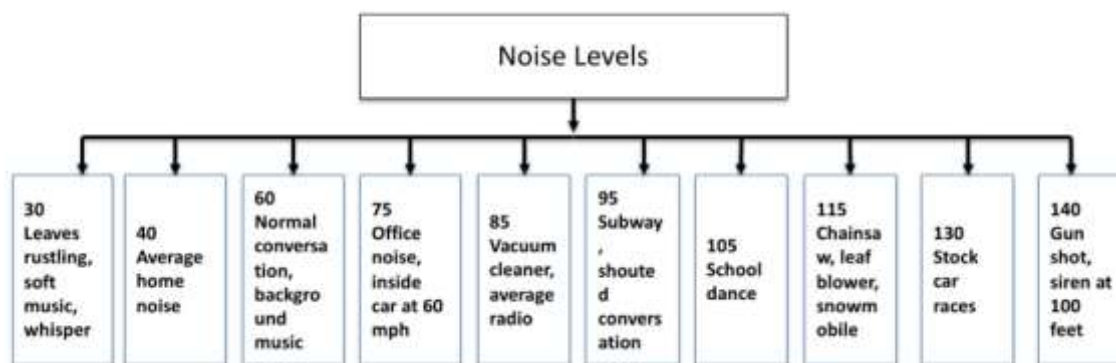 Noise Levels
30
Leaves
rustling,
soft
music,
whisper
40
Average
home
noise
60
Normal
conversa
tion,
backgro
und
music
75
Office
noise,
inside
car at 60
mph
85
Vacuum
cleaner,
average
radio
95
Subway
,
shoute
d
convers
ation
105
School
dance
115
Chainsa
w, leaf
blower,
snowm
obile
130
Stock
car
races
140
Gun
shot,
siren at
100
feet